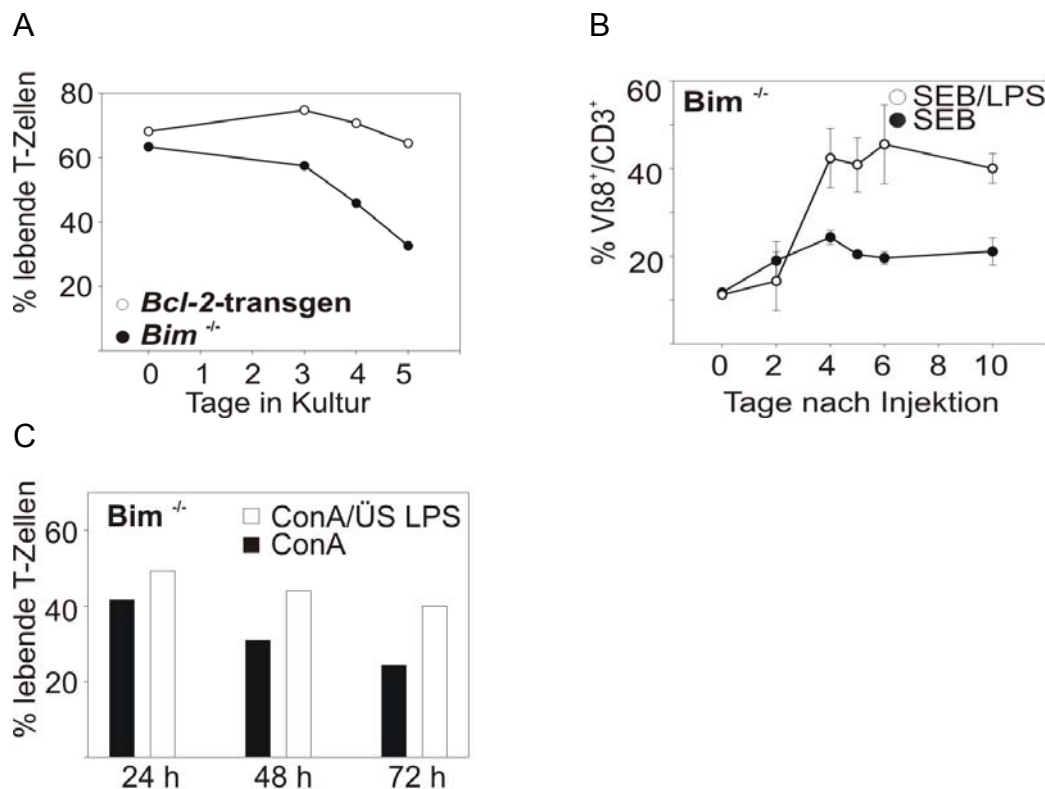 A
% lebende T-Zellen
80
60
40
20
Bcl-2-transgen
Bim -/-
0 1 2 3 4 5
Tage in Kultur
B
% Vß8+/CD3+
60
40
20
Bim -/-
SEB/LPS
SEB
0 2 4 6 8 10
Tage nach Injektion
C
% lebende T-Zellen
60
40
20
Bim -/-
ConA/ÜS LPS
ConA
24 h 48 h 72 h